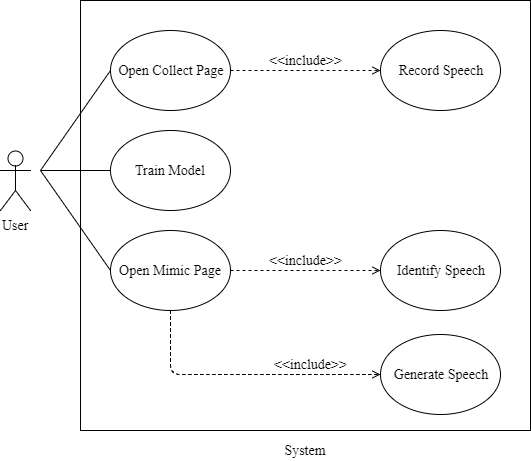 <<include>>
Open Collect Page
Record Speech
Train Model
User
<<include>>
Open Mimic Page
Identify Speech
<<include>>
Generate Speech
System